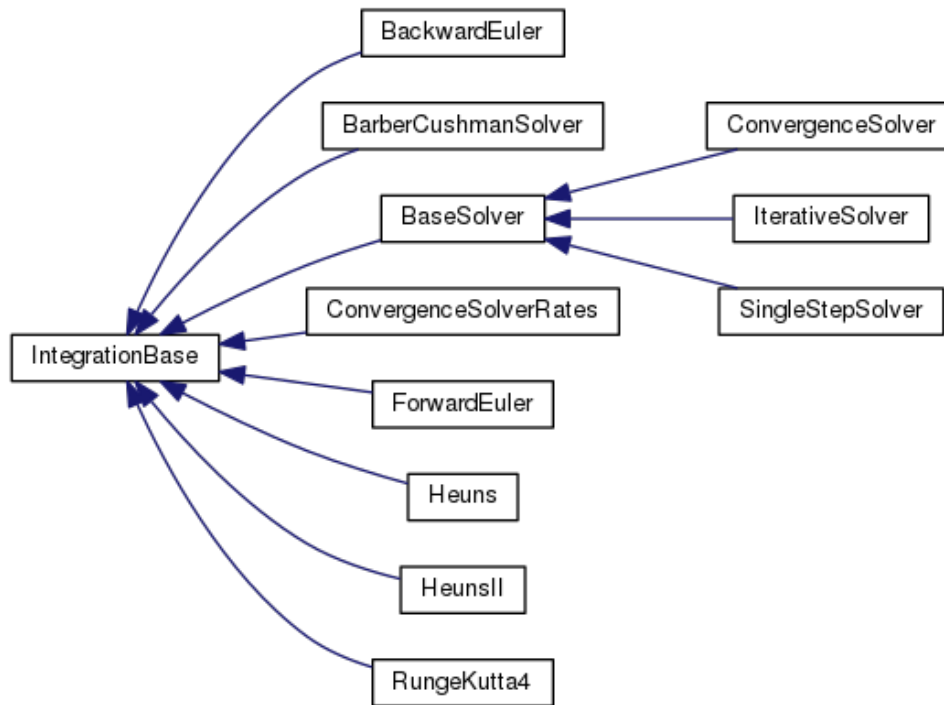 BackwardEuler
BarberCushmanSolver
ConvergenceSolver
BaseSolver
IterativeSolver
ConvergenceSolverRates
SingleStepSolver
IntegrationBase
ForwardEuler
Heuns
HeunsII
RungeKutta4